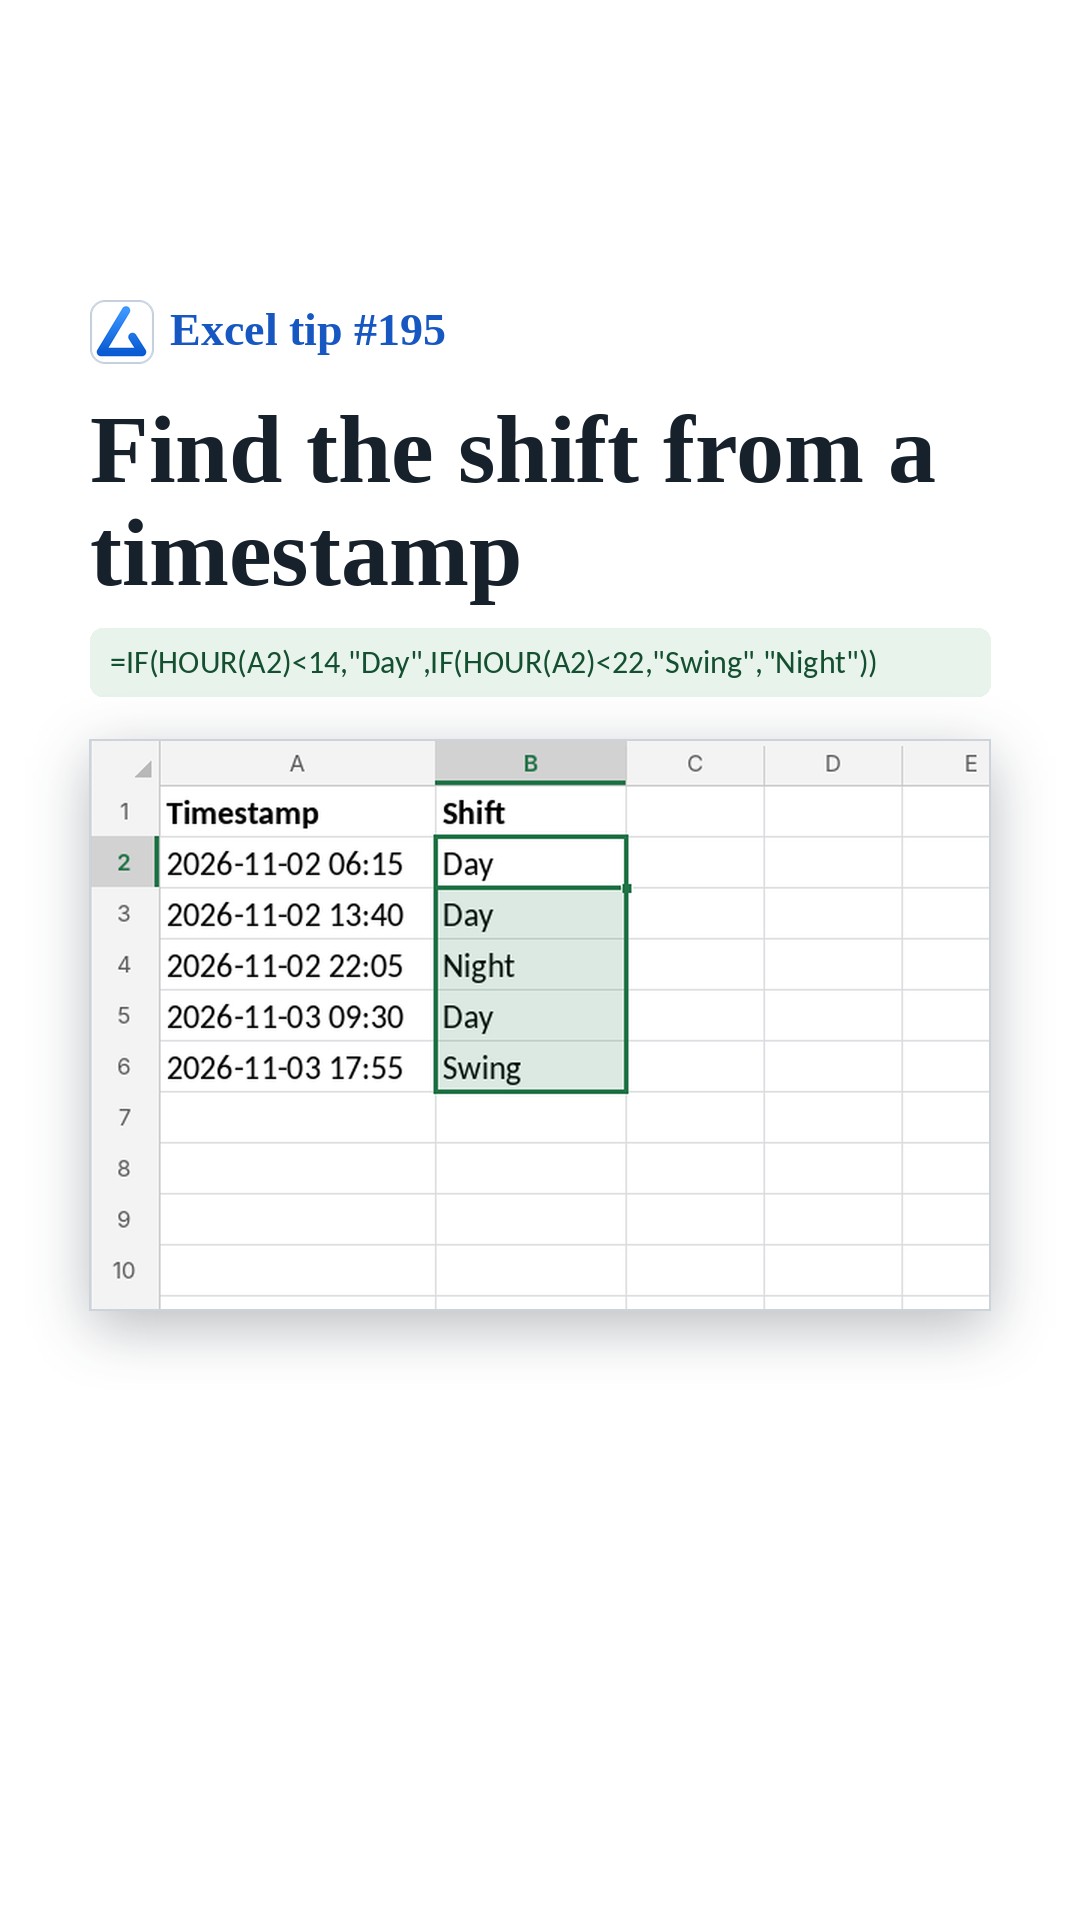 Excel tip #195
Find the shift from a
timestamp
=IF(HOUR(A2)<14,"Day",IF(HOUR(A2)<22,"Swing","Night"))
A B C D E
1 Timestamp Shift
2 2026-11-02 06:15 Day
3 2026-11-02 13:40 Day
4 2026-11-02 22:05 Night
5 2026-11-03 09:30 Day
6 2026-11-03 17:55 Swing
7
8
9
10